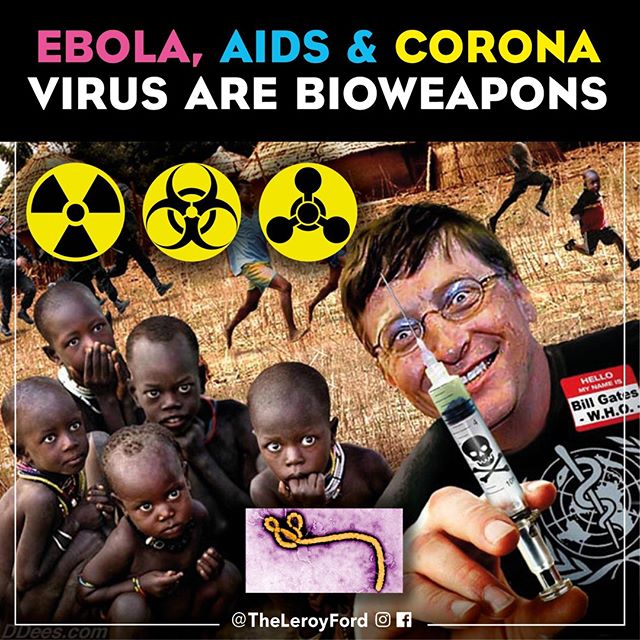 EBOLA, AIDS & CORONA
VIRUS ARE BIOWEAPONS
HELLO
MY NAME IS
Bill Gates
- W.H.O.
@TheLeroyFord
DDees.com